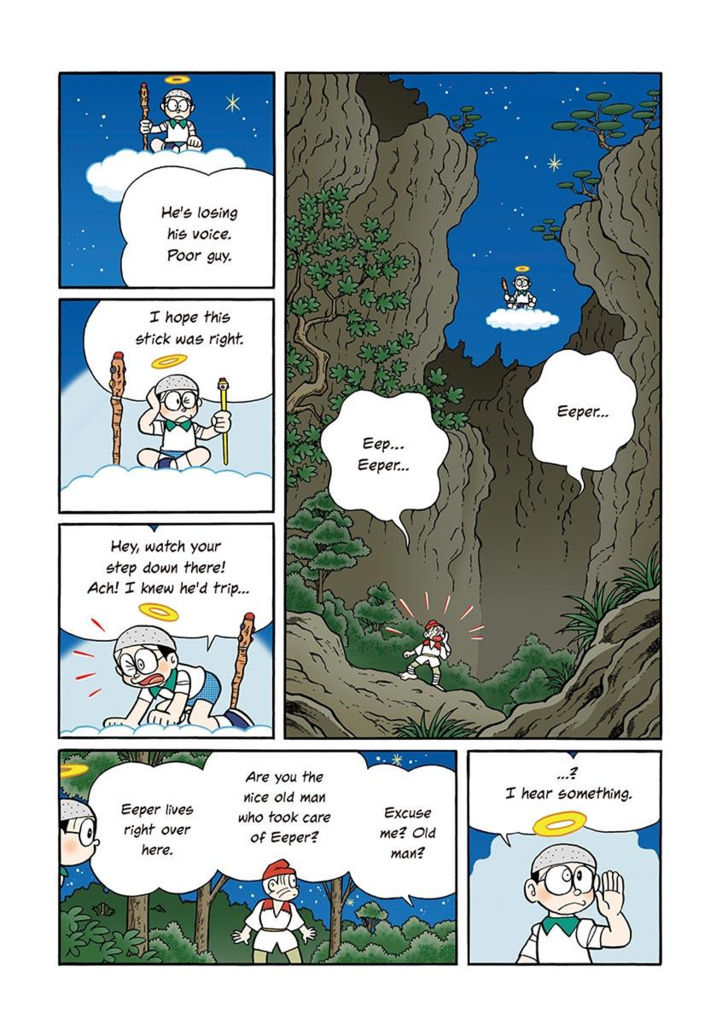 Eeper...
Eep...
Eeper...
He's losing
his voice.
Poor guy.
I hope this
stick was right.
Hey, watch your
step down there!
Ach! I knew he'd trip...
...?
I hear something.
Excuse
me? Old
man?
Are you the
nice old man
who took care
of Eeper?
Eeper lives
right over
here.